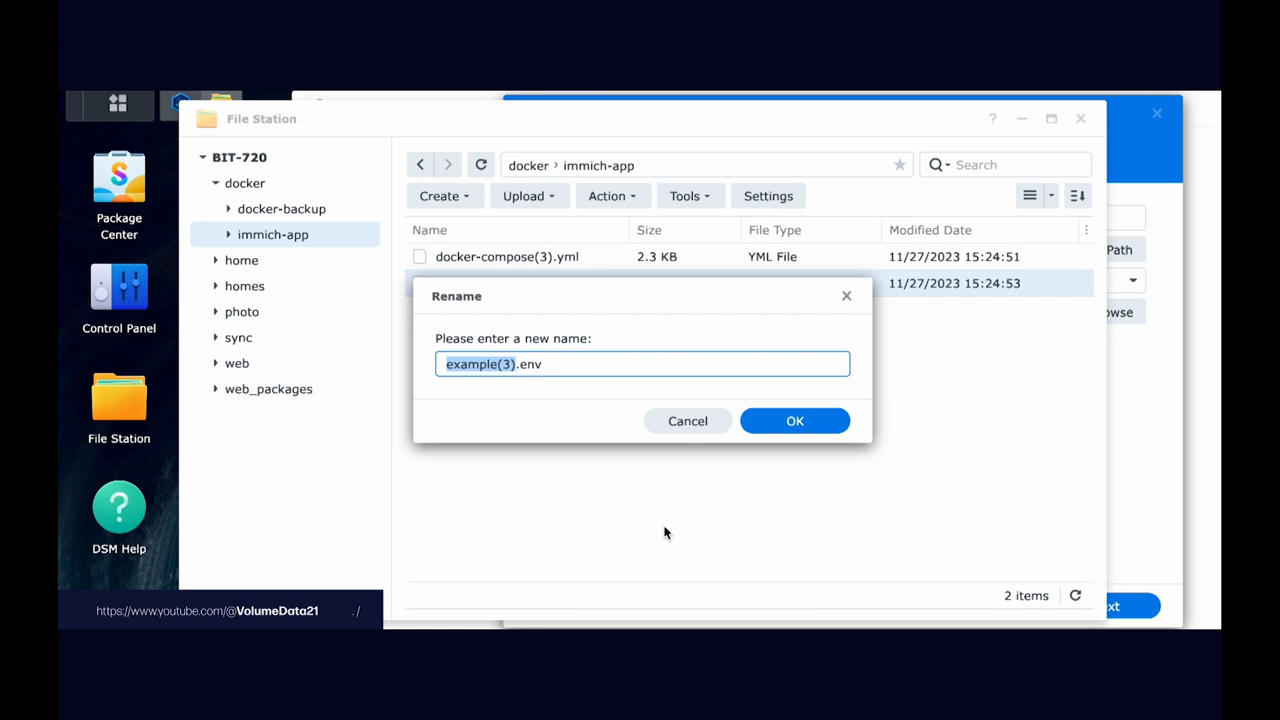 File Station
BIT-720
docker
docker-backup
immich-app
home
homes
photo
sync
web
web_packages
docker › immich-app
Search
Create
Upload
Action
Tools
Settings
Name
Size
File Type
Modified Date
docker-compose(3).yml
2.3 KB
YML File
11/27/2023 15:24:51
11/27/2023 15:24:53
Rename
Please enter a new name:
example(3).env
Cancel
OK
2 items
Package
Center
Control Panel
File Station
DSM Help
Path
https://www.youtube.com/@VolumeData21 ./